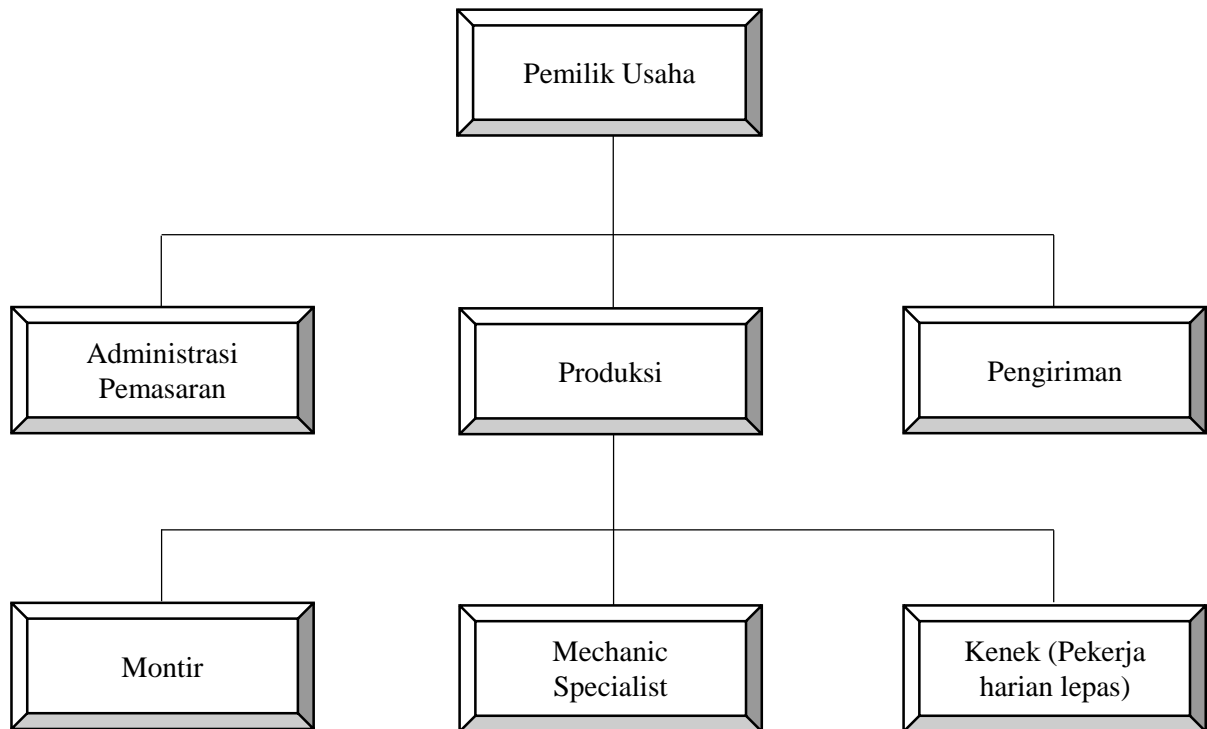 Pemilik Usaha
Administrasi
Pemasaran
Produksi
Pengiriman
Montir
Mechanic
Specialist
Kenek (Pekerja
harian lepas)